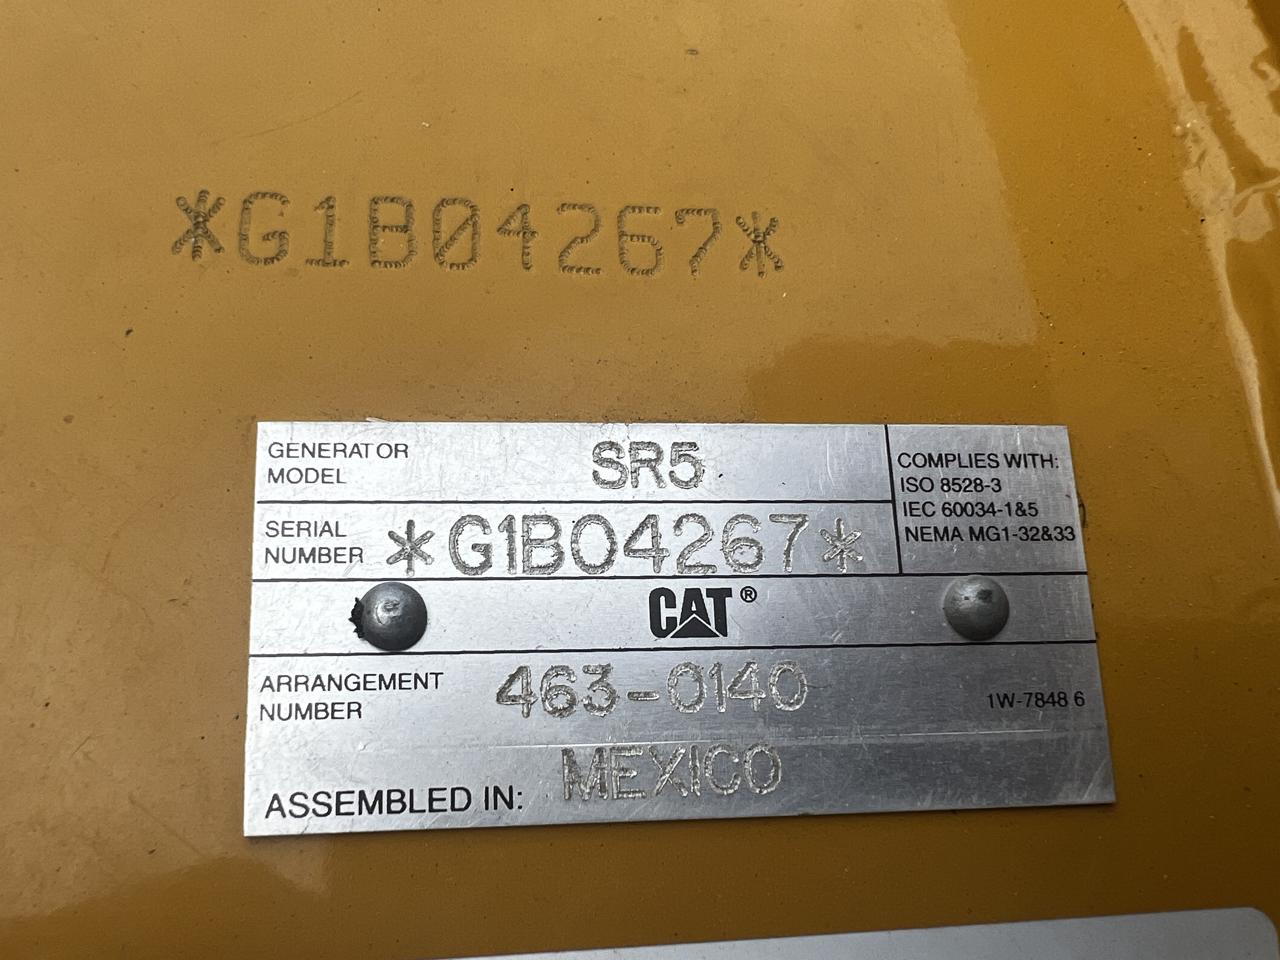 *G1B04267*
GENERATOR MODEL SR5
SERIAL NUMBER *G1B04267*
COMPLIES WITH:
ISO 8528-3
IEC 60034-1&5
NEMA MG1-32&33
CAT®
ARRANGEMENT NUMBER 463-0140
1W-7848 6
ASSEMBLED IN: MEXICO